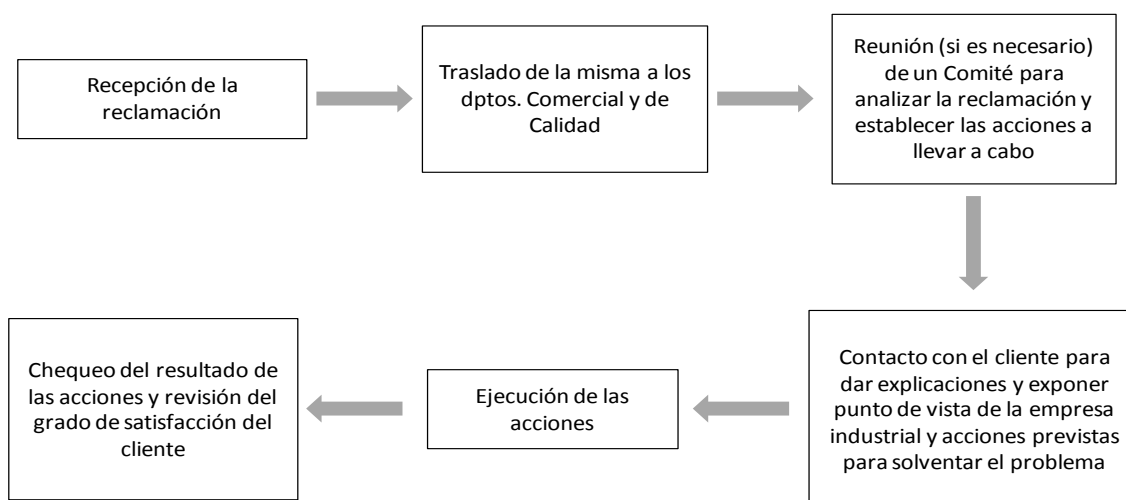 Recepción de la
reclamación
Traslado de la misma a los
dptos. Comercial y de
Calidad
Reunión (si es necesario)
de un Comité para
analizar la reclamación y
establecer las acciones a
llevar a cabo
Contacto con el cliente para
dar explicaciones y exponer
punto de vista de la empresa
industrial y acciones previstas
para solventar el problema
Ejecución de las
acciones
Chequeo del resultado de
las acciones y revisión del
grado de satisfacción del
cliente